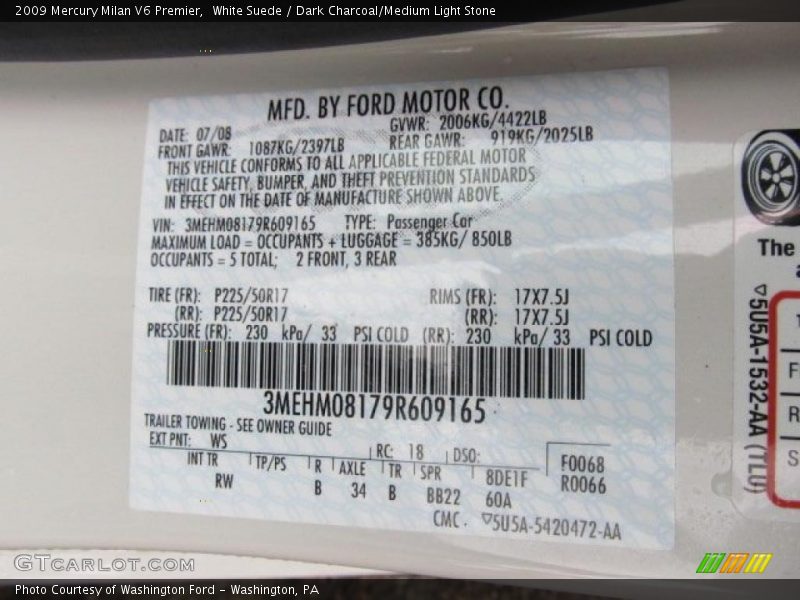 2009 Mercury Milan V6 Premier,  White Suede / Dark Charcoal/Medium Light Stone
MFD. BY FORD MOTOR CO.
DATE: 07/08 GVWR: 2006KG/4422LB
FRONT GAWR: 1087KG/2397LB REAR GAWR: 919KG/2025LB
THIS VEHICLE CONFORMS TO ALL APPLICABLE FEDERAL MOTOR
VEHICLE SAFETY, BUMPER, AND THEFT PREVENTION STANDARDS
IN EFFECT ON THE DATE OF MANUFACTURE SHOWN ABOVE.
VIN: 3MEHM08179R609165 TYPE: Passenger Car
MAXIMUM LOAD = OCCUPANTS + LUGGAGE = 385KG/ 850LB
OCCUPANTS = 5 TOTAL; 2 FRONT, 3 REAR
TIRE (FR): P225/50R17 RIMS (FR): 17X7.5J
(RR): P225/50R17 (RR): 17X7.5J
PRESSURE (FR): 230 kPa/ 33 PSI COLD (RR): 230 kPa/ 33 PSI COLD
3MEHM08179R609165
TRAILER TOWING - SEE OWNER GUIDE
EXT PNT: WS RC: 18 DSO: F0068
INT TR TP/PS R AXLE TR SPR 8DE1F R0066
RW B 34 B BB22 60A
CMC. ▽5U5A-5420472-AA
The
▽5U5A-1532-AA (TLU)
F
R
S
GTCARLOT.COM
Photo Courtesy of Washington Ford - Washington, PA